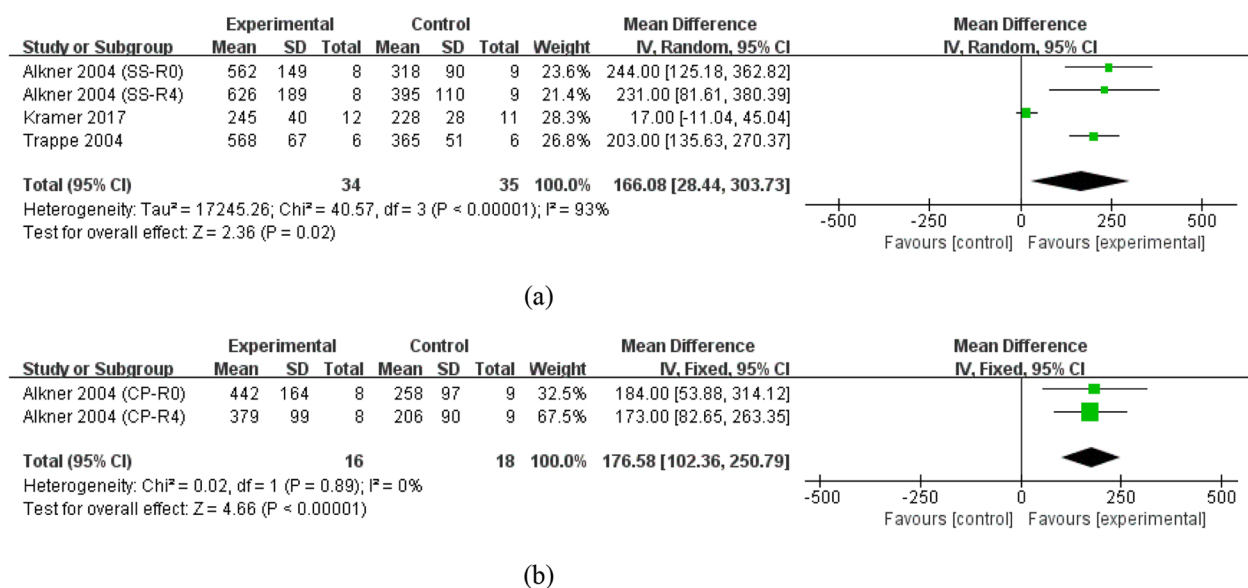 Experimental Control Mean Difference Mean Difference
Study or Subgroup Mean SD Total Mean SD Total Weight IV, Random, 95% CI IV, Random, 95% CI
Alkner 2004 (SS-R0) 562 149 8 318 90 9 23.6% 244.00 [125.18, 362.82]
Alkner 2004 (SS-R4) 626 189 8 395 110 9 21.4% 231.00 [81.61, 380.39]
Kramer 2017 245 40 12 228 28 11 28.3% 17.00 [-11.04, 45.04]
Trappe 2004 568 67 6 365 51 6 26.8% 203.00 [135.63, 270.37]
Total (95% CI) 34 35 100.0% 166.08 [28.44, 303.73]
Heterogeneity: Tau² = 17245.26; Chi² = 40.57, df = 3 (P < 0.00001); I² = 93%
Test for overall effect: Z = 2.36 (P = 0.02)
-500 -250 0 250 500
Favours [control] Favours [experimental]
(a)
Experimental Control Mean Difference Mean Difference
Study or Subgroup Mean SD Total Mean SD Total Weight IV, Fixed, 95% CI IV, Fixed, 95% CI
Alkner 2004 (CP-R0) 442 164 8 258 97 9 32.5% 184.00 [53.88, 314.12]
Alkner 2004 (CP-R4) 379 99 8 206 90 9 67.5% 173.00 [82.65, 263.35]
Total (95% CI) 16 18 100.0% 176.58 [102.36, 250.79]
Heterogeneity: Chi² = 0.02, df = 1 (P = 0.89); I² = 0%
Test for overall effect: Z = 4.66 (P < 0.00001)
-500 -250 0 250 500
Favours [control] Favours [experimental]
(b)